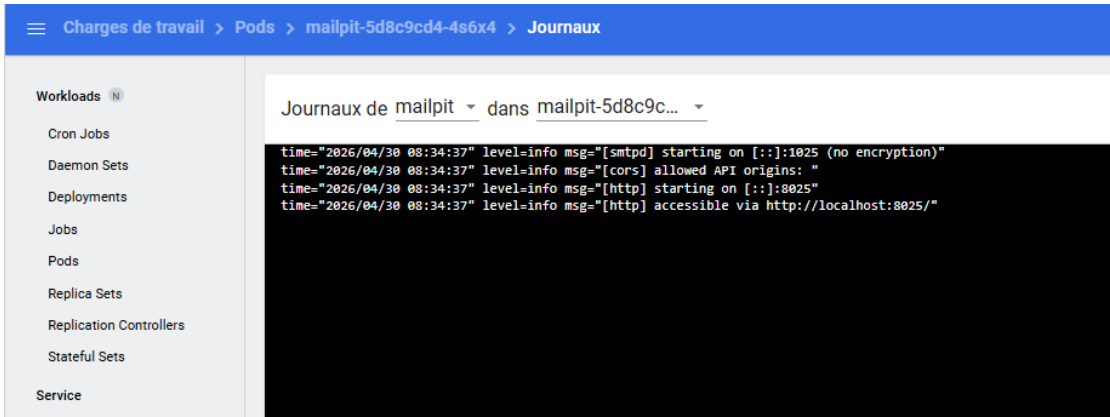 Charges de travail > Pods > mailpit-5d8c9cd4-4s6x4 > Journaux
Workloads N
Cron Jobs
Daemon Sets
Deployments
Jobs
Pods
Replica Sets
Replication Controllers
Stateful Sets
Service
Journaux de mailpit dans mailpit-5d8c9c...
time="2026/04/30 08:34:37" level=info msg="[smtpd] starting on [::]:1025 (no encryption)"
time="2026/04/30 08:34:37" level=info msg="[cors] allowed API origins: "
time="2026/04/30 08:34:37" level=info msg="[http] starting on [::]:8025"
time="2026/04/30 08:34:37" level=info msg="[http] accessible via http://localhost:8025/"